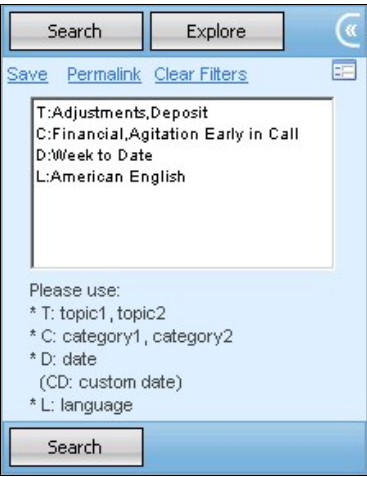 Search Explore
Save Permalink Clear Filters
T:Adjustments,Deposit
C:Financial,Agitation Early in Call
D:Week to Date
L:American English
Please use:
* T: topic1, topic2
* C: category1, category2
* D: date
(CD: custom date)
* L: language
Search